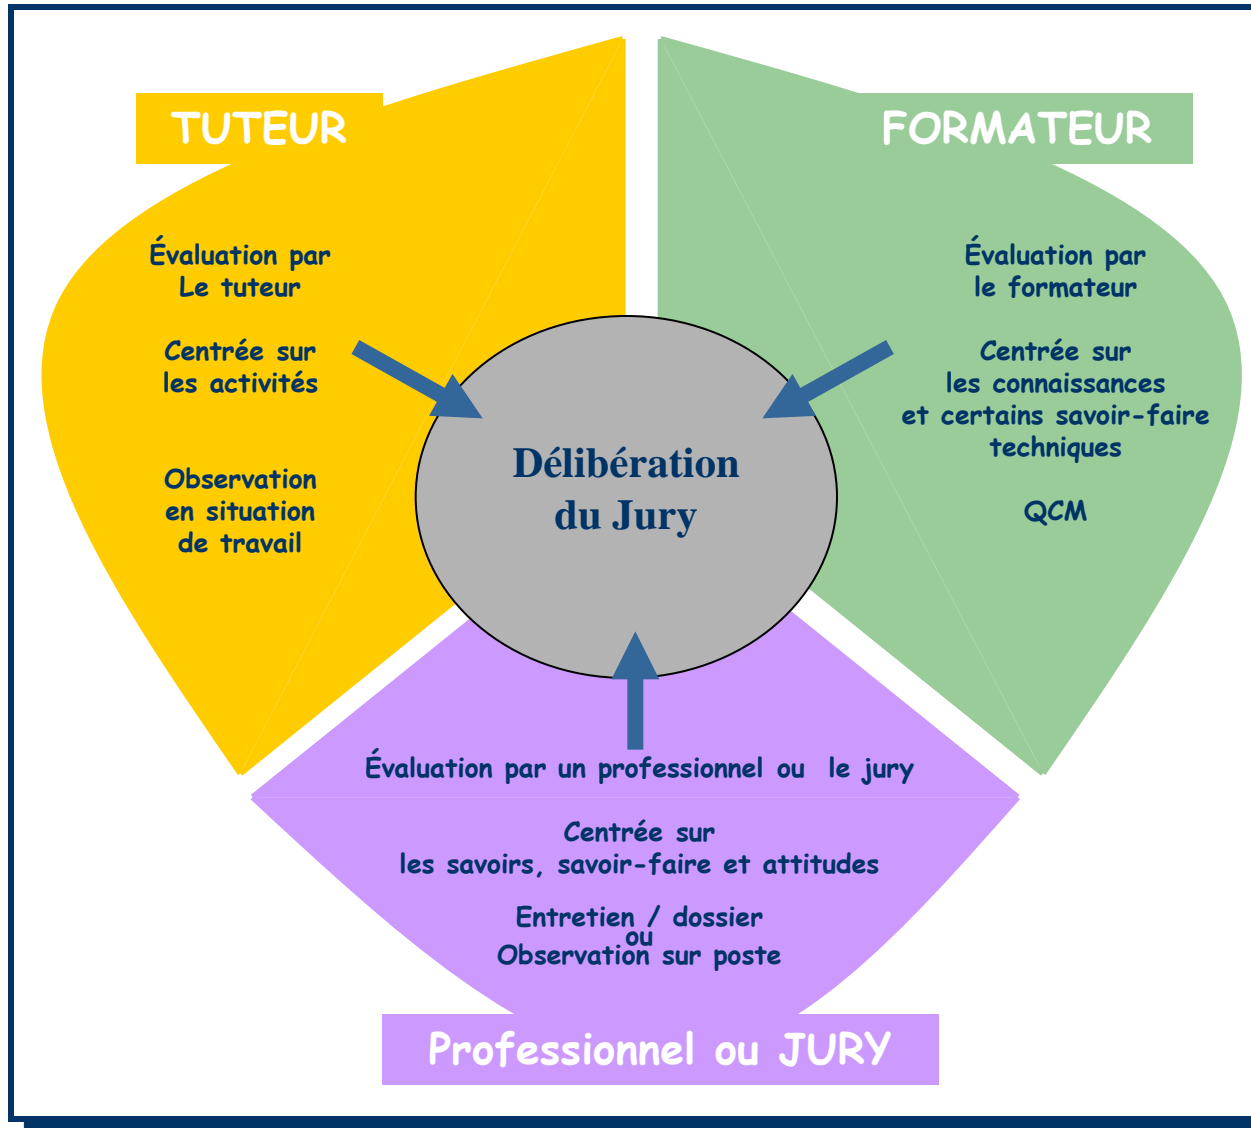 TUTEUR
Évaluation par
Le tuteur
Centrée sur
les activités
Observation
en situation
de travail
FORMATEUR
Évaluation par
le formateur
Centrée sur
les connaissances
et certains savoir-faire
techniques
QCM
Délibération
du Jury
Évaluation par un professionnel ou le jury
Centrée sur
les savoirs, savoir-faire et attitudes
Entretien / dossier
ou
Observation sur poste
Professionnel ou JURY